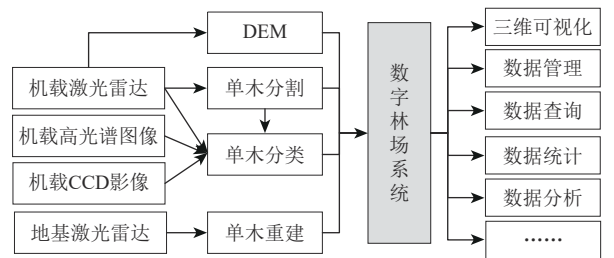 DEM
机载激光雷达
机载高光谱图像
机载CCD影像
地基激光雷达
单木分割
单木分类
单木重建
数字林场系统
三维可视化
数据管理
数据查询
数据统计
数据分析
……